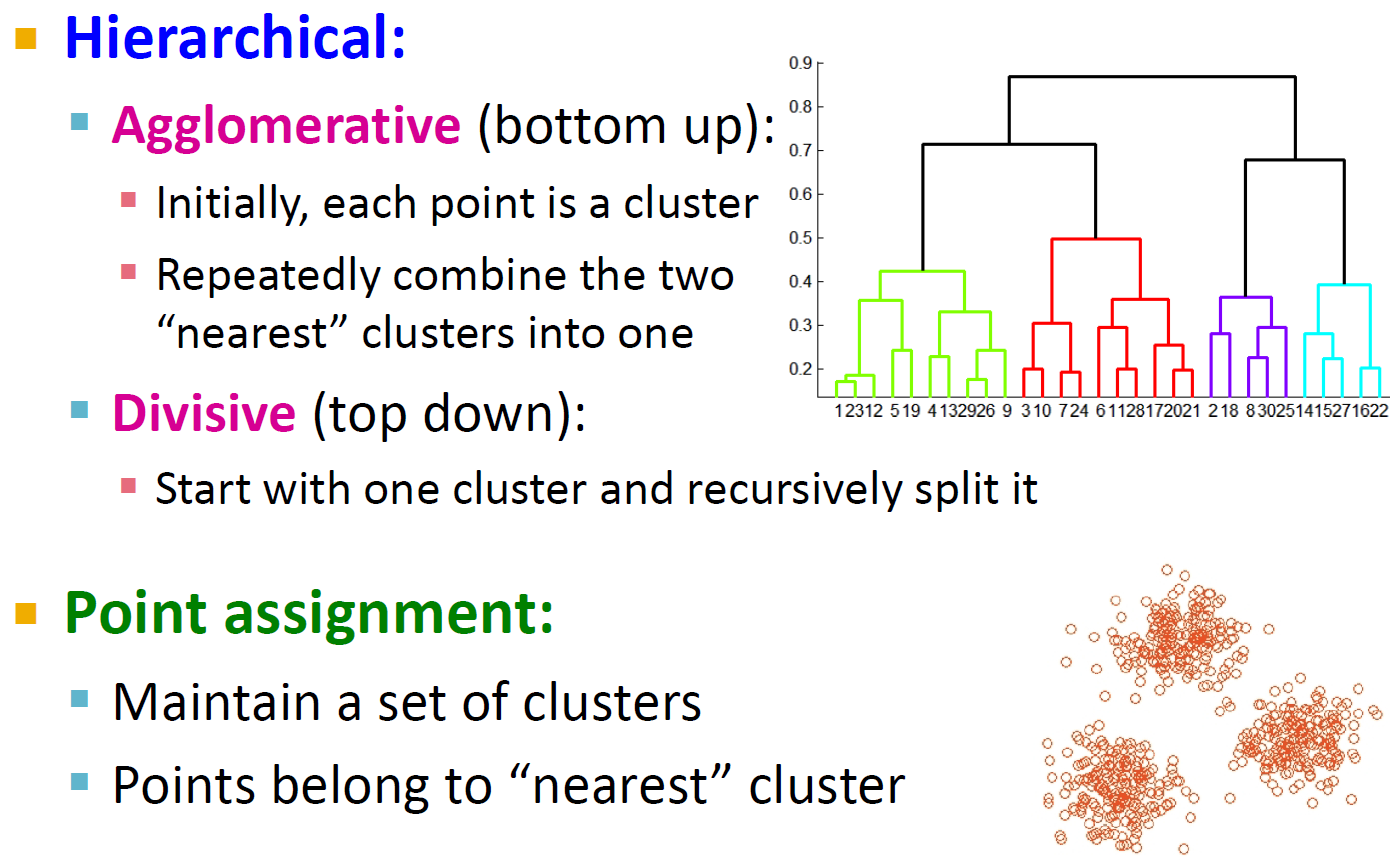 Hierarchical:
Agglomerative (bottom up):
Initially, each point is a cluster
Repeatedly combine the two
“nearest” clusters into one
Divisive (top down):
Start with one cluster and recursively split it
0.9
0.8
0.7
0.6
0.5
0.4
0.3
0.2
1 23 12 5 19 4 13 29 26 9 3 10 7 24 6 11 28 17 20 21 2 18 8 30 25 14 15 27 16 22
Point assignment:
Maintain a set of clusters
Points belong to “nearest” cluster